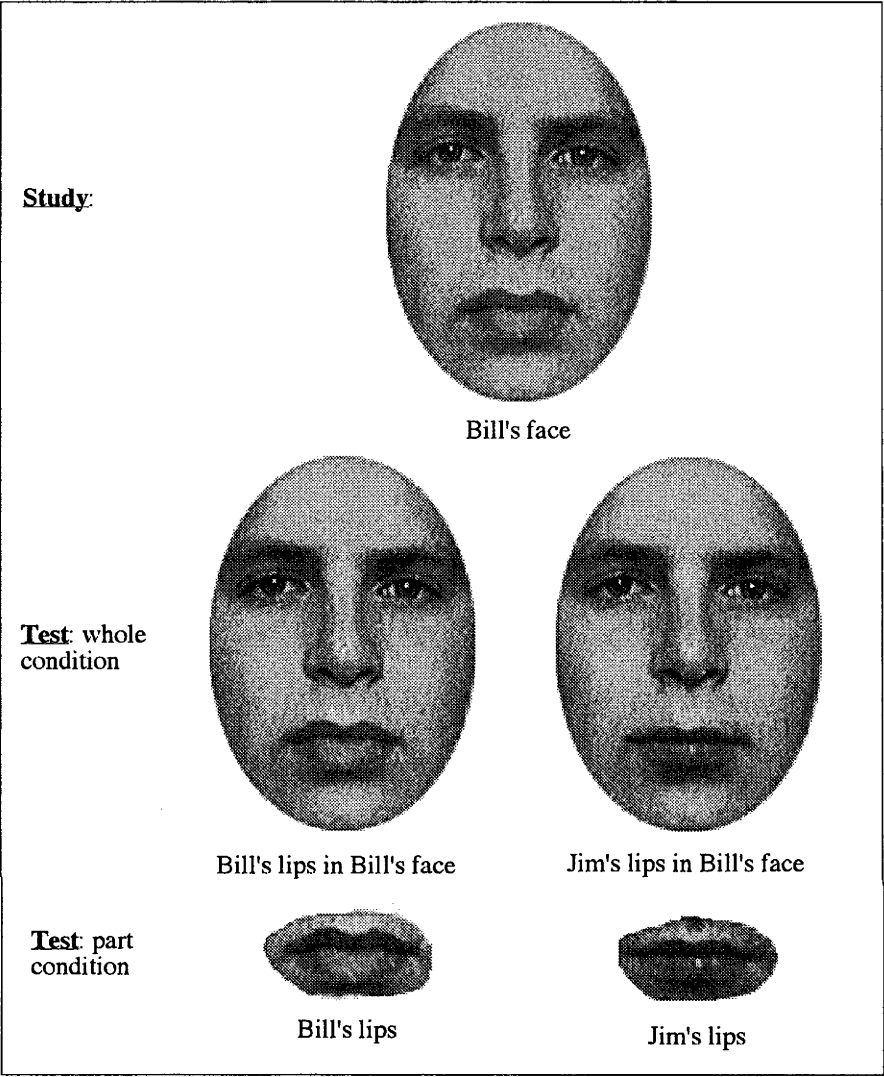 Study:
Bill's face
Test: whole
condition
Bill's lips in Bill's face
Jim's lips in Bill's face
Test: part
condition
Bill's lips
Jim's lips